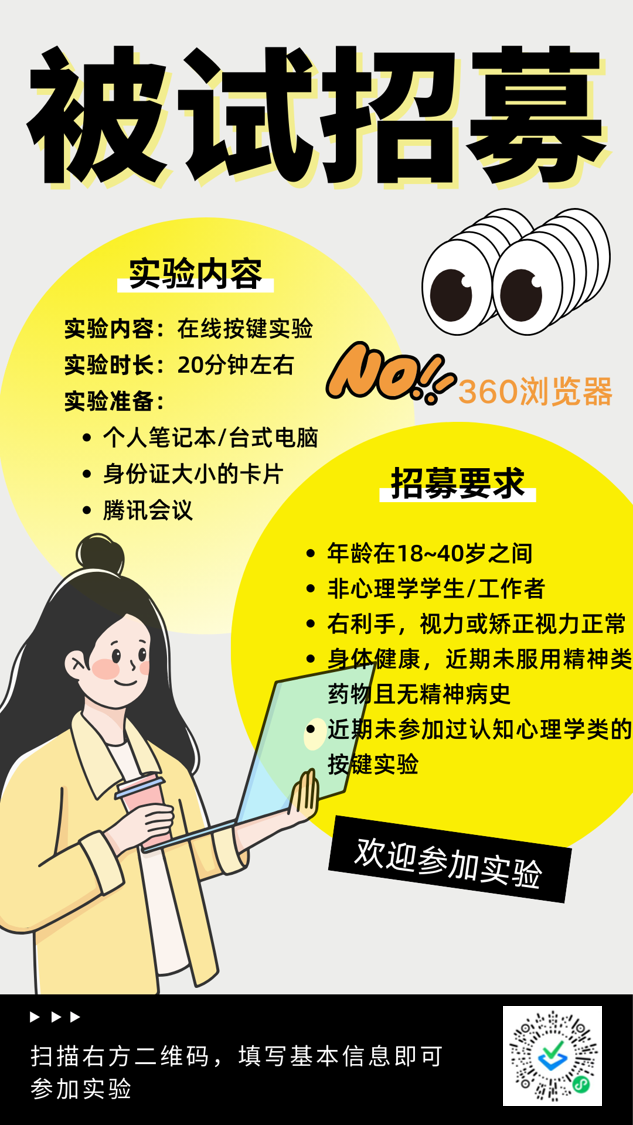 被试招募
实验内容
实验内容：在线按键实验
实验时长：20分钟左右
实验准备：
• 个人笔记本/台式电脑
• 身份证大小的卡片
• 腾讯会议
NO!!
360浏览器
招募要求
• 年龄在18~40岁之间
• 非心理学学生/工作者
• 右利手，视力或矫正视力正常
• 身体健康，近期未服用精神类
药物且无精神病史
• 近期未参加过认知心理学类的
按键实验
欢迎参加实验
扫描右方二维码，填写基本信息即可
参加实验